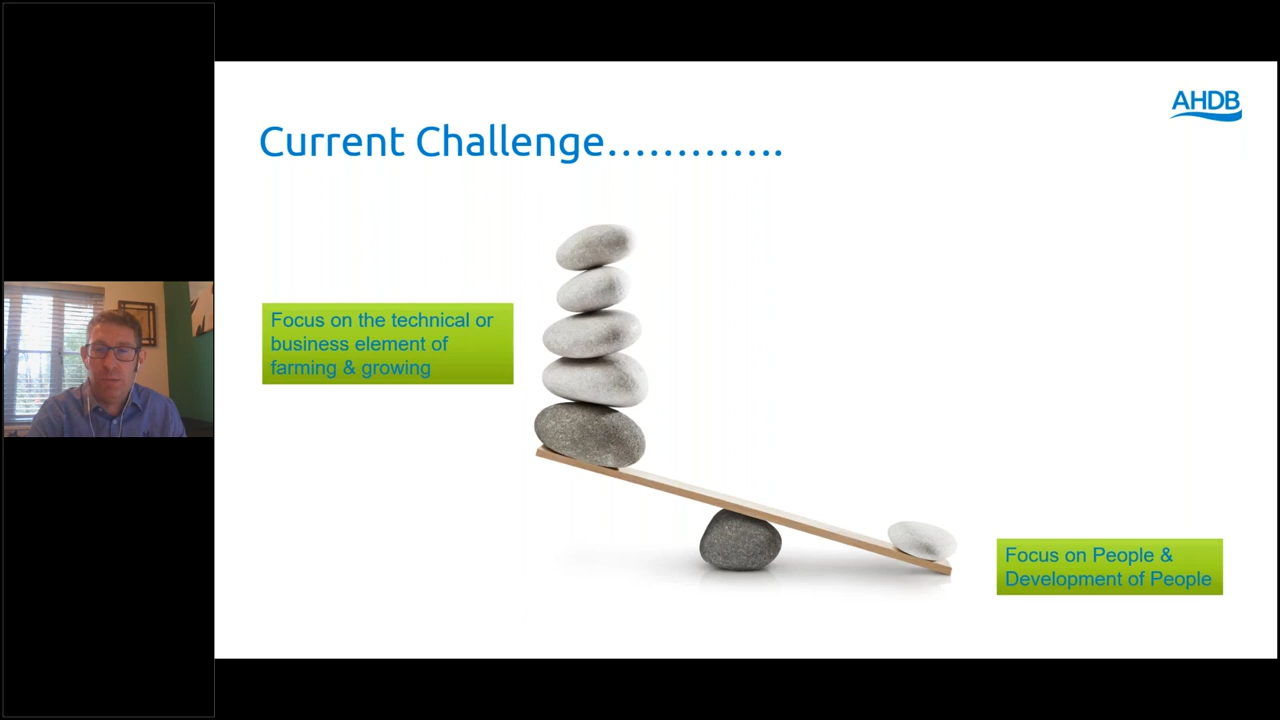 AHDB
Current Challenge………….
Focus on the technical or
business element of
farming & growing
Focus on People &
Development of People